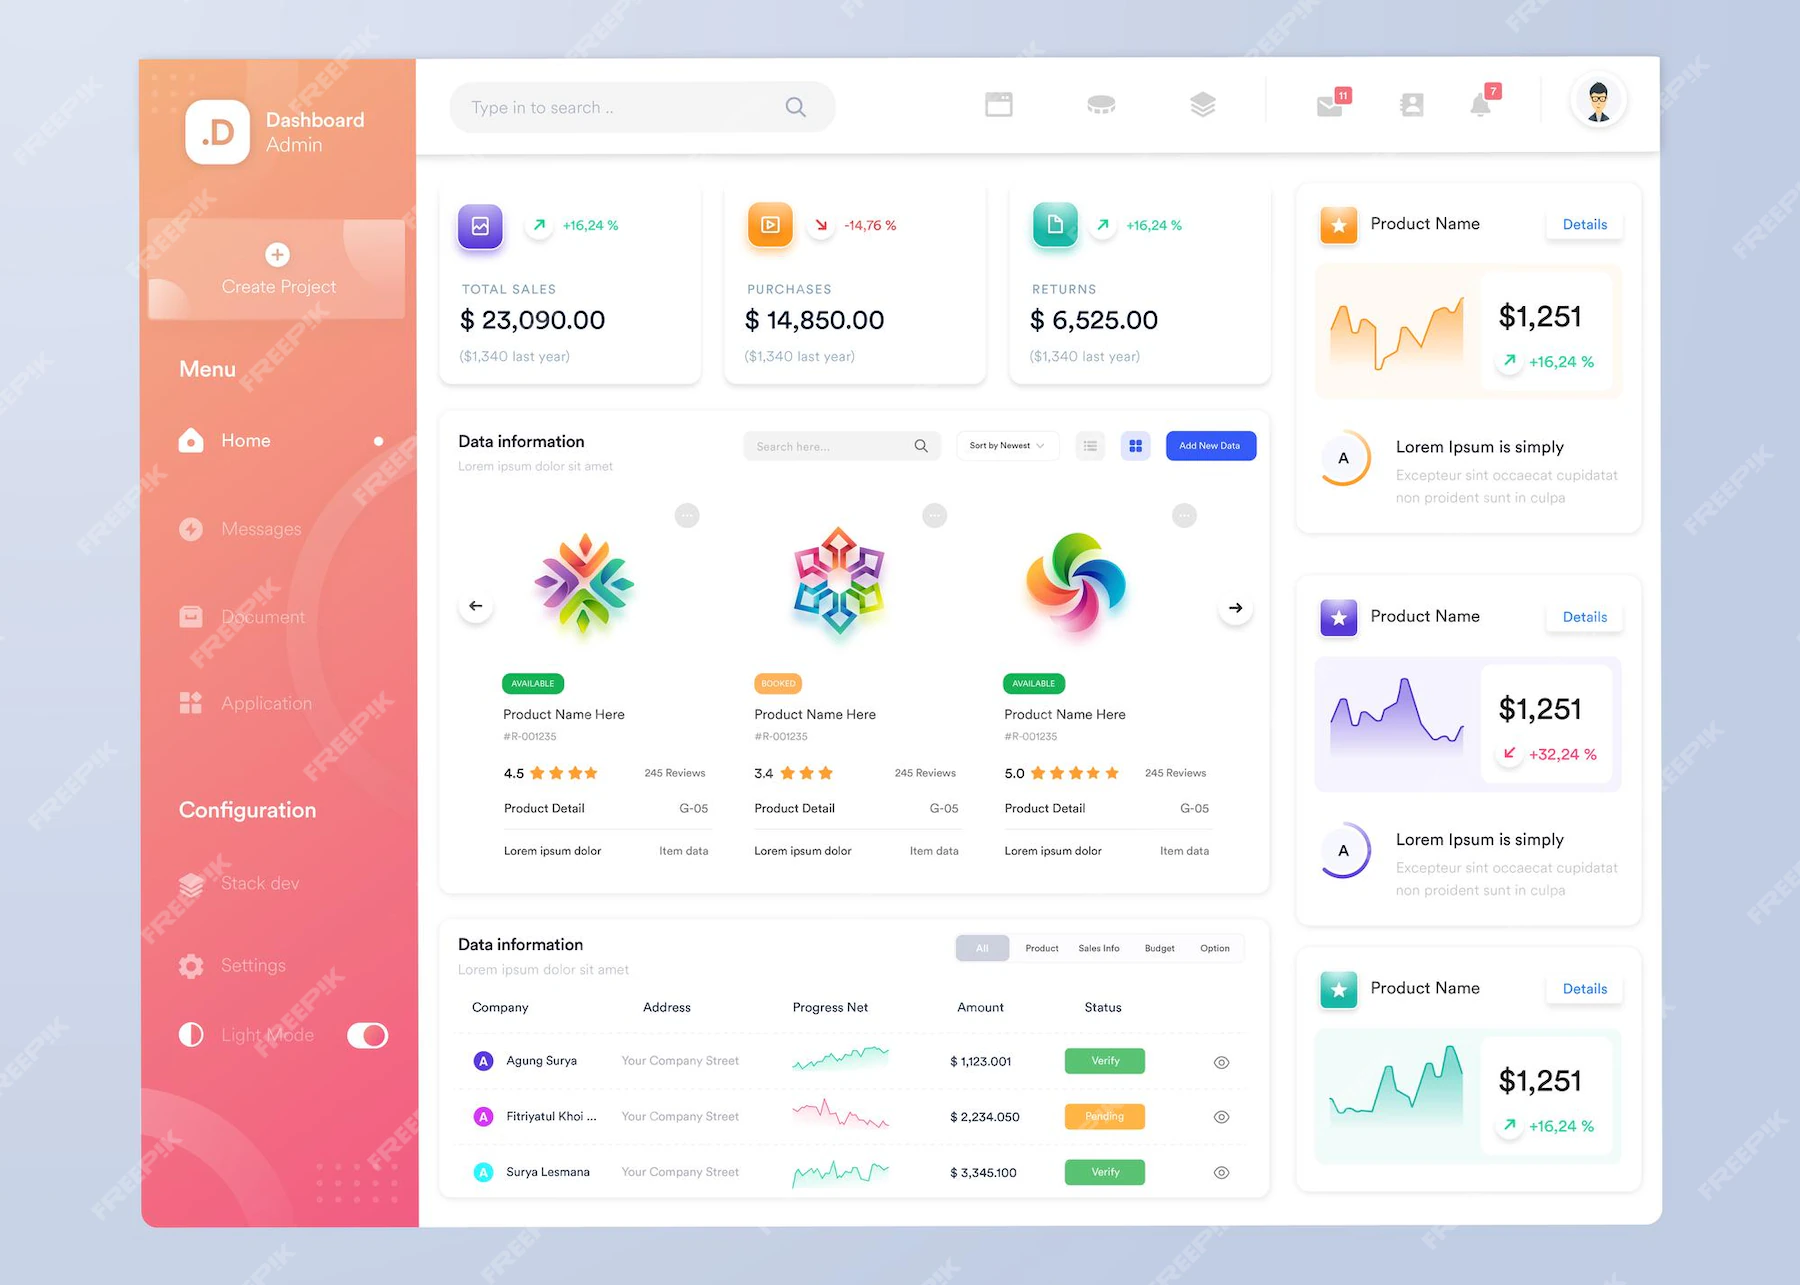 .D
Dashboard
Admin
Create Project
Menu
Home
Messages
Document
Application
Configuration
Stack dev
Settings
Light Mode
Type in to search ..
11
7
+16,24 %
TOTAL SALES
$ 23,090.00
($1,340 last year)
-14,76 %
PURCHASES
$ 14,850.00
($1,340 last year)
+16,24 %
RETURNS
$ 6,525.00
($1,340 last year)
Data information
Lorem ipsum dolor sit amet
Search here...
Sort by Newest
Add New Data
AVAILABLE
Product Name Here
#R-001235
4.5
245 Reviews
Product Detail G-05
Lorem ipsum dolor Item data
BOOKED
Product Name Here
#R-001235
3.4
245 Reviews
Product Detail G-05
Lorem ipsum dolor Item data
AVAILABLE
Product Name Here
#R-001235
5.0
245 Reviews
Product Detail G-05
Lorem ipsum dolor Item data
Data information
Lorem ipsum dolor sit amet
All Product Sales Info Budget Option
Company Address Progress Net Amount Status
A Agung Surya Your Company Street $ 1,123.001 Verify
A Fitriyatul Khoi ... Your Company Street $ 2,234.050 Pending
A Surya Lesmana Your Company Street $ 3,345.100 Verify
Product Name Details
$1,251
+16,24 %
A
Lorem Ipsum is simply
Excepteur sint occaecat cupidatat
non proident sunt in culpa
Product Name Details
$1,251
+32,24 %
A
Lorem Ipsum is simply
Excepteur sint occaecat cupidatat
non proident sunt in culpa
Product Name Details
$1,251
+16,24 %
FREEPIK